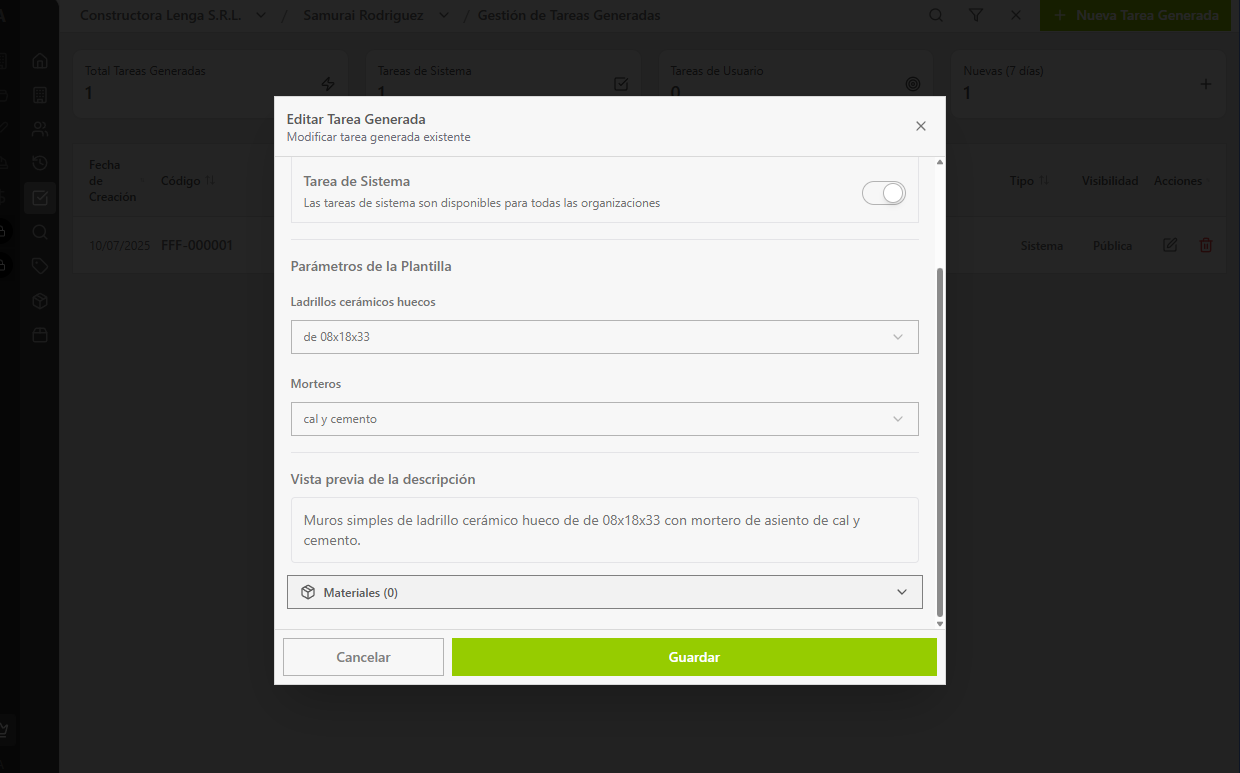 Constructora Lenga S.R.L. / Samurai Rodriguez / Gestión de Tareas Generadas
+ Nueva Tarea Generada
Total Tareas Generadas
1
Tareas de Sistema
1
Tareas de Usuario
0
Nuevas (7 días)
1
Fecha de Creación
Código
Tipo
Visibilidad
Acciones
10/07/2025
FFF-000001
Sistema
Pública
Editar Tarea Generada
Modificar tarea generada existente
Tarea de Sistema
Las tareas de sistema son disponibles para todas las organizaciones
Parámetros de la Plantilla
Ladrillos cerámicos huecos
de 08x18x33
Morteros
cal y cemento
Vista previa de la descripción
Muros simples de ladrillo cerámico hueco de de 08x18x33 con mortero de asiento de cal y
cemento.
Materiales (0)
Cancelar
Guardar